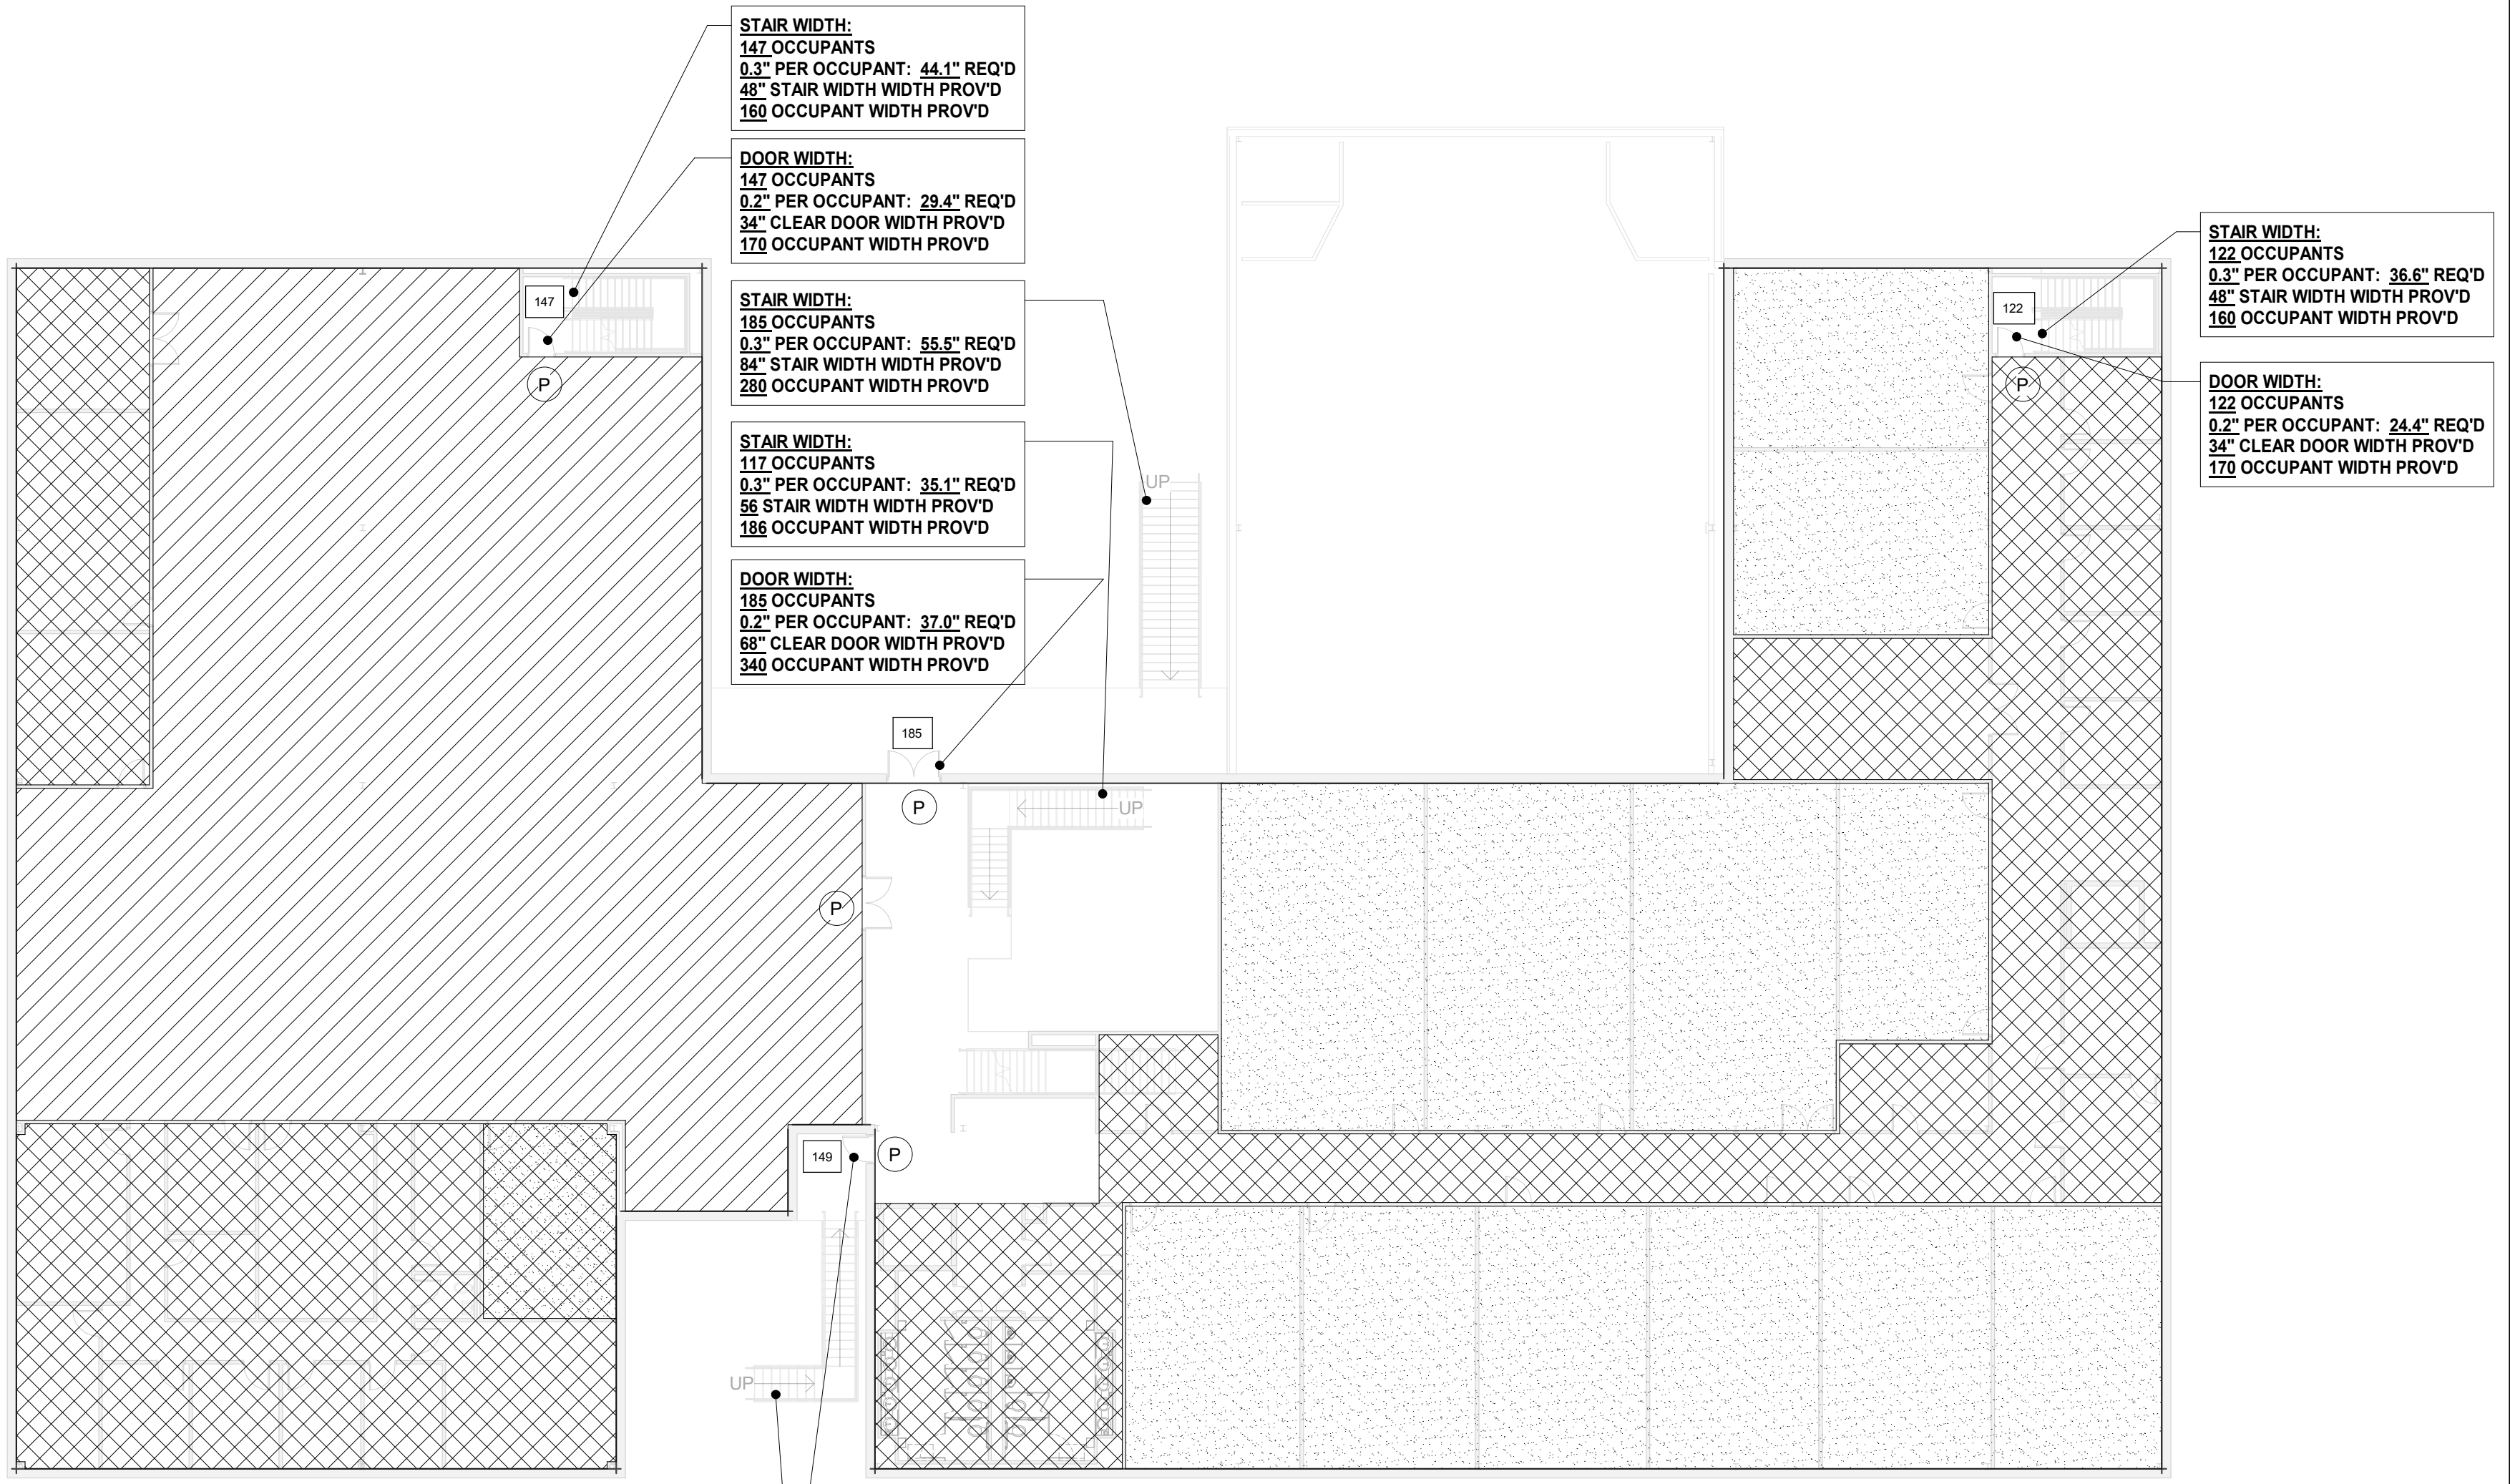 STAIR WIDTH:
147 OCCUPANTS
0.3" PER OCCUPANT: 44.1" REQ'D
48" STAIR WIDTH WIDTH PROV'D
160 OCCUPANT WIDTH PROV'D
DOOR WIDTH:
147 OCCUPANTS
0.2" PER OCCUPANT: 29.4" REQ'D
34" CLEAR DOOR WIDTH PROV'D
170 OCCUPANT WIDTH PROV'D
STAIR WIDTH:
185 OCCUPANTS
0.3" PER OCCUPANT: 55.5" REQ'D
84" STAIR WIDTH WIDTH PROV'D
280 OCCUPANT WIDTH PROV'D
STAIR WIDTH:
117 OCCUPANTS
0.3" PER OCCUPANT: 35.1" REQ'D
56 STAIR WIDTH WIDTH PROV'D
186 OCCUPANT WIDTH PROV'D
DOOR WIDTH:
185 OCCUPANTS
0.2" PER OCCUPANT: 37.0" REQ'D
68" CLEAR DOOR WIDTH PROV'D
340 OCCUPANT WIDTH PROV'D
STAIR WIDTH:
122 OCCUPANTS
0.3" PER OCCUPANT: 36.6" REQ'D
48" STAIR WIDTH WIDTH PROV'D
160 OCCUPANT WIDTH PROV'D
DOOR WIDTH:
122 OCCUPANTS
0.2" PER OCCUPANT: 24.4" REQ'D
34" CLEAR DOOR WIDTH PROV'D
170 OCCUPANT WIDTH PROV'D
147
122
P
P
UP
185
P
UP
P
149
P
UP